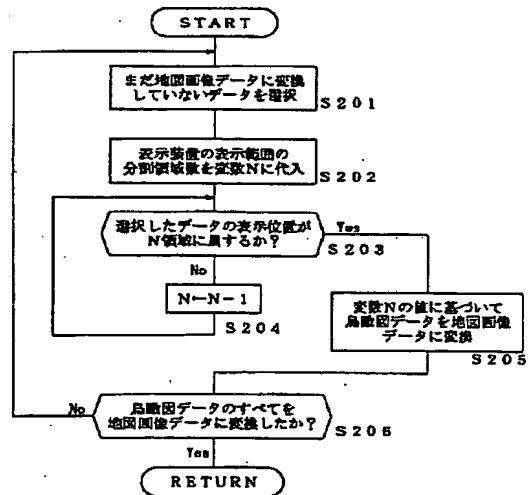 START
まだ地図画像データに変換
していないデータを選択
S201
表示装置の表示範囲の
分割領域数を変数Nに代入
S202
選択したデータの表示位置が
N領域に属するか?
Yes
S203
No
N←N-1
S204
変数Nの値に基づいて
鳥瞰図データを地図画像
データに変換
S205
鳥瞰図データのすべてを
地図画像データに変換したか?
No
S206
Yes
RETURN